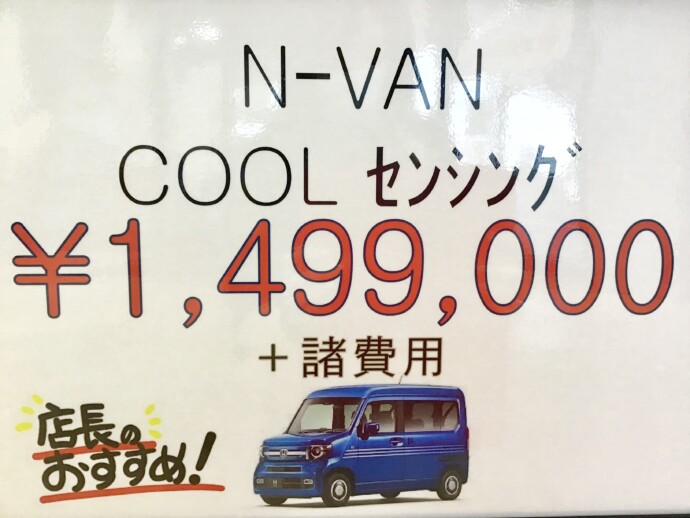 N-VAN
COOL センシング
¥1,499,000
+諸費用
店長の
おすすめ!